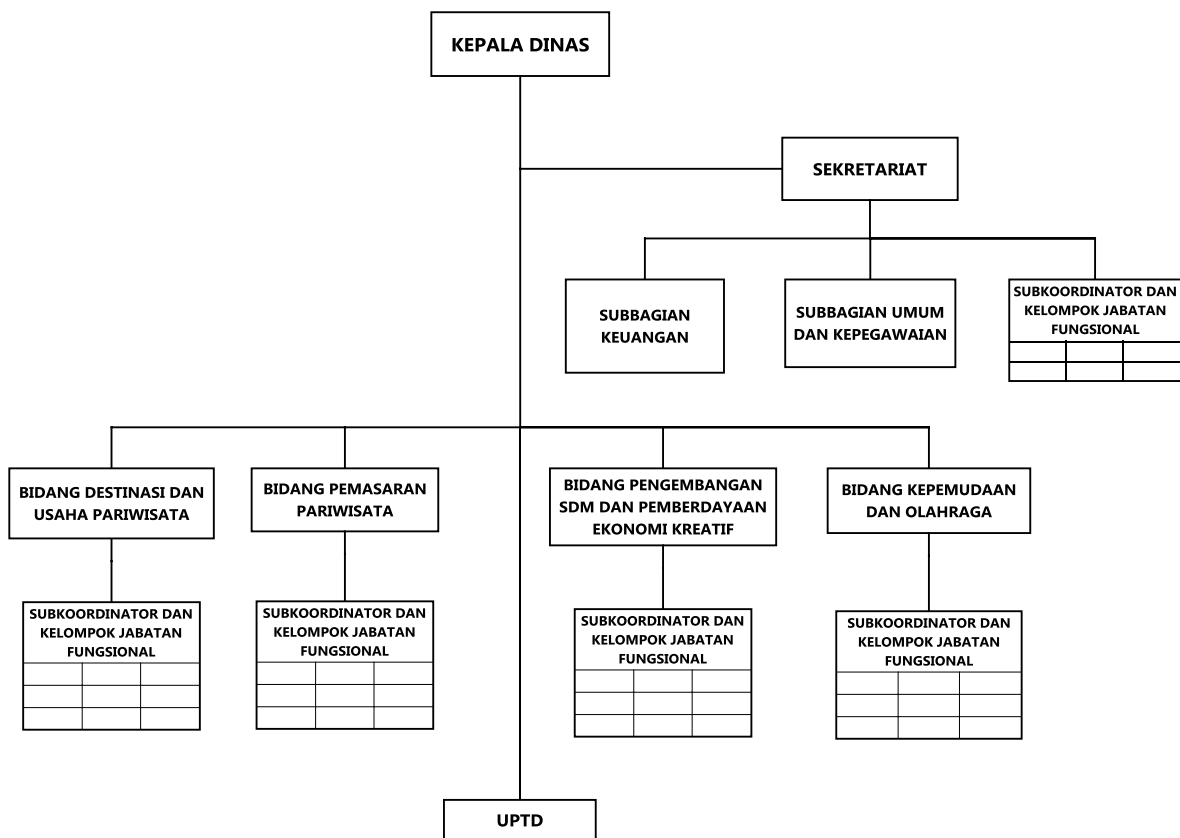 KEPALA DINAS
SEKRETARIAT
SUBBAGIAN
KEUANGAN
SUBBAGIAN UMUM
DAN KEPEGAWAIAN
SUBKOORDINATOR DAN
KELOMPOK JABATAN
FUNGSIONAL
BIDANG DESTINASI DAN
USAHA PARIWISATA
BIDANG PEMASARAN
PARIWISATA
BIDANG PENGEMBANGAN
SDM DAN PEMBERDAYAAN
EKONOMI KREATIF
BIDANG KEPEMUDAAN
DAN OLAHRAGA
SUBKOORDINATOR DAN
KELOMPOK JABATAN
FUNGSIONAL
SUBKOORDINATOR DAN
KELOMPOK JABATAN
FUNGSIONAL
SUBKOORDINATOR DAN
KELOMPOK JABATAN
FUNGSIONAL
SUBKOORDINATOR DAN
KELOMPOK JABATAN
FUNGSIONAL
UPTD